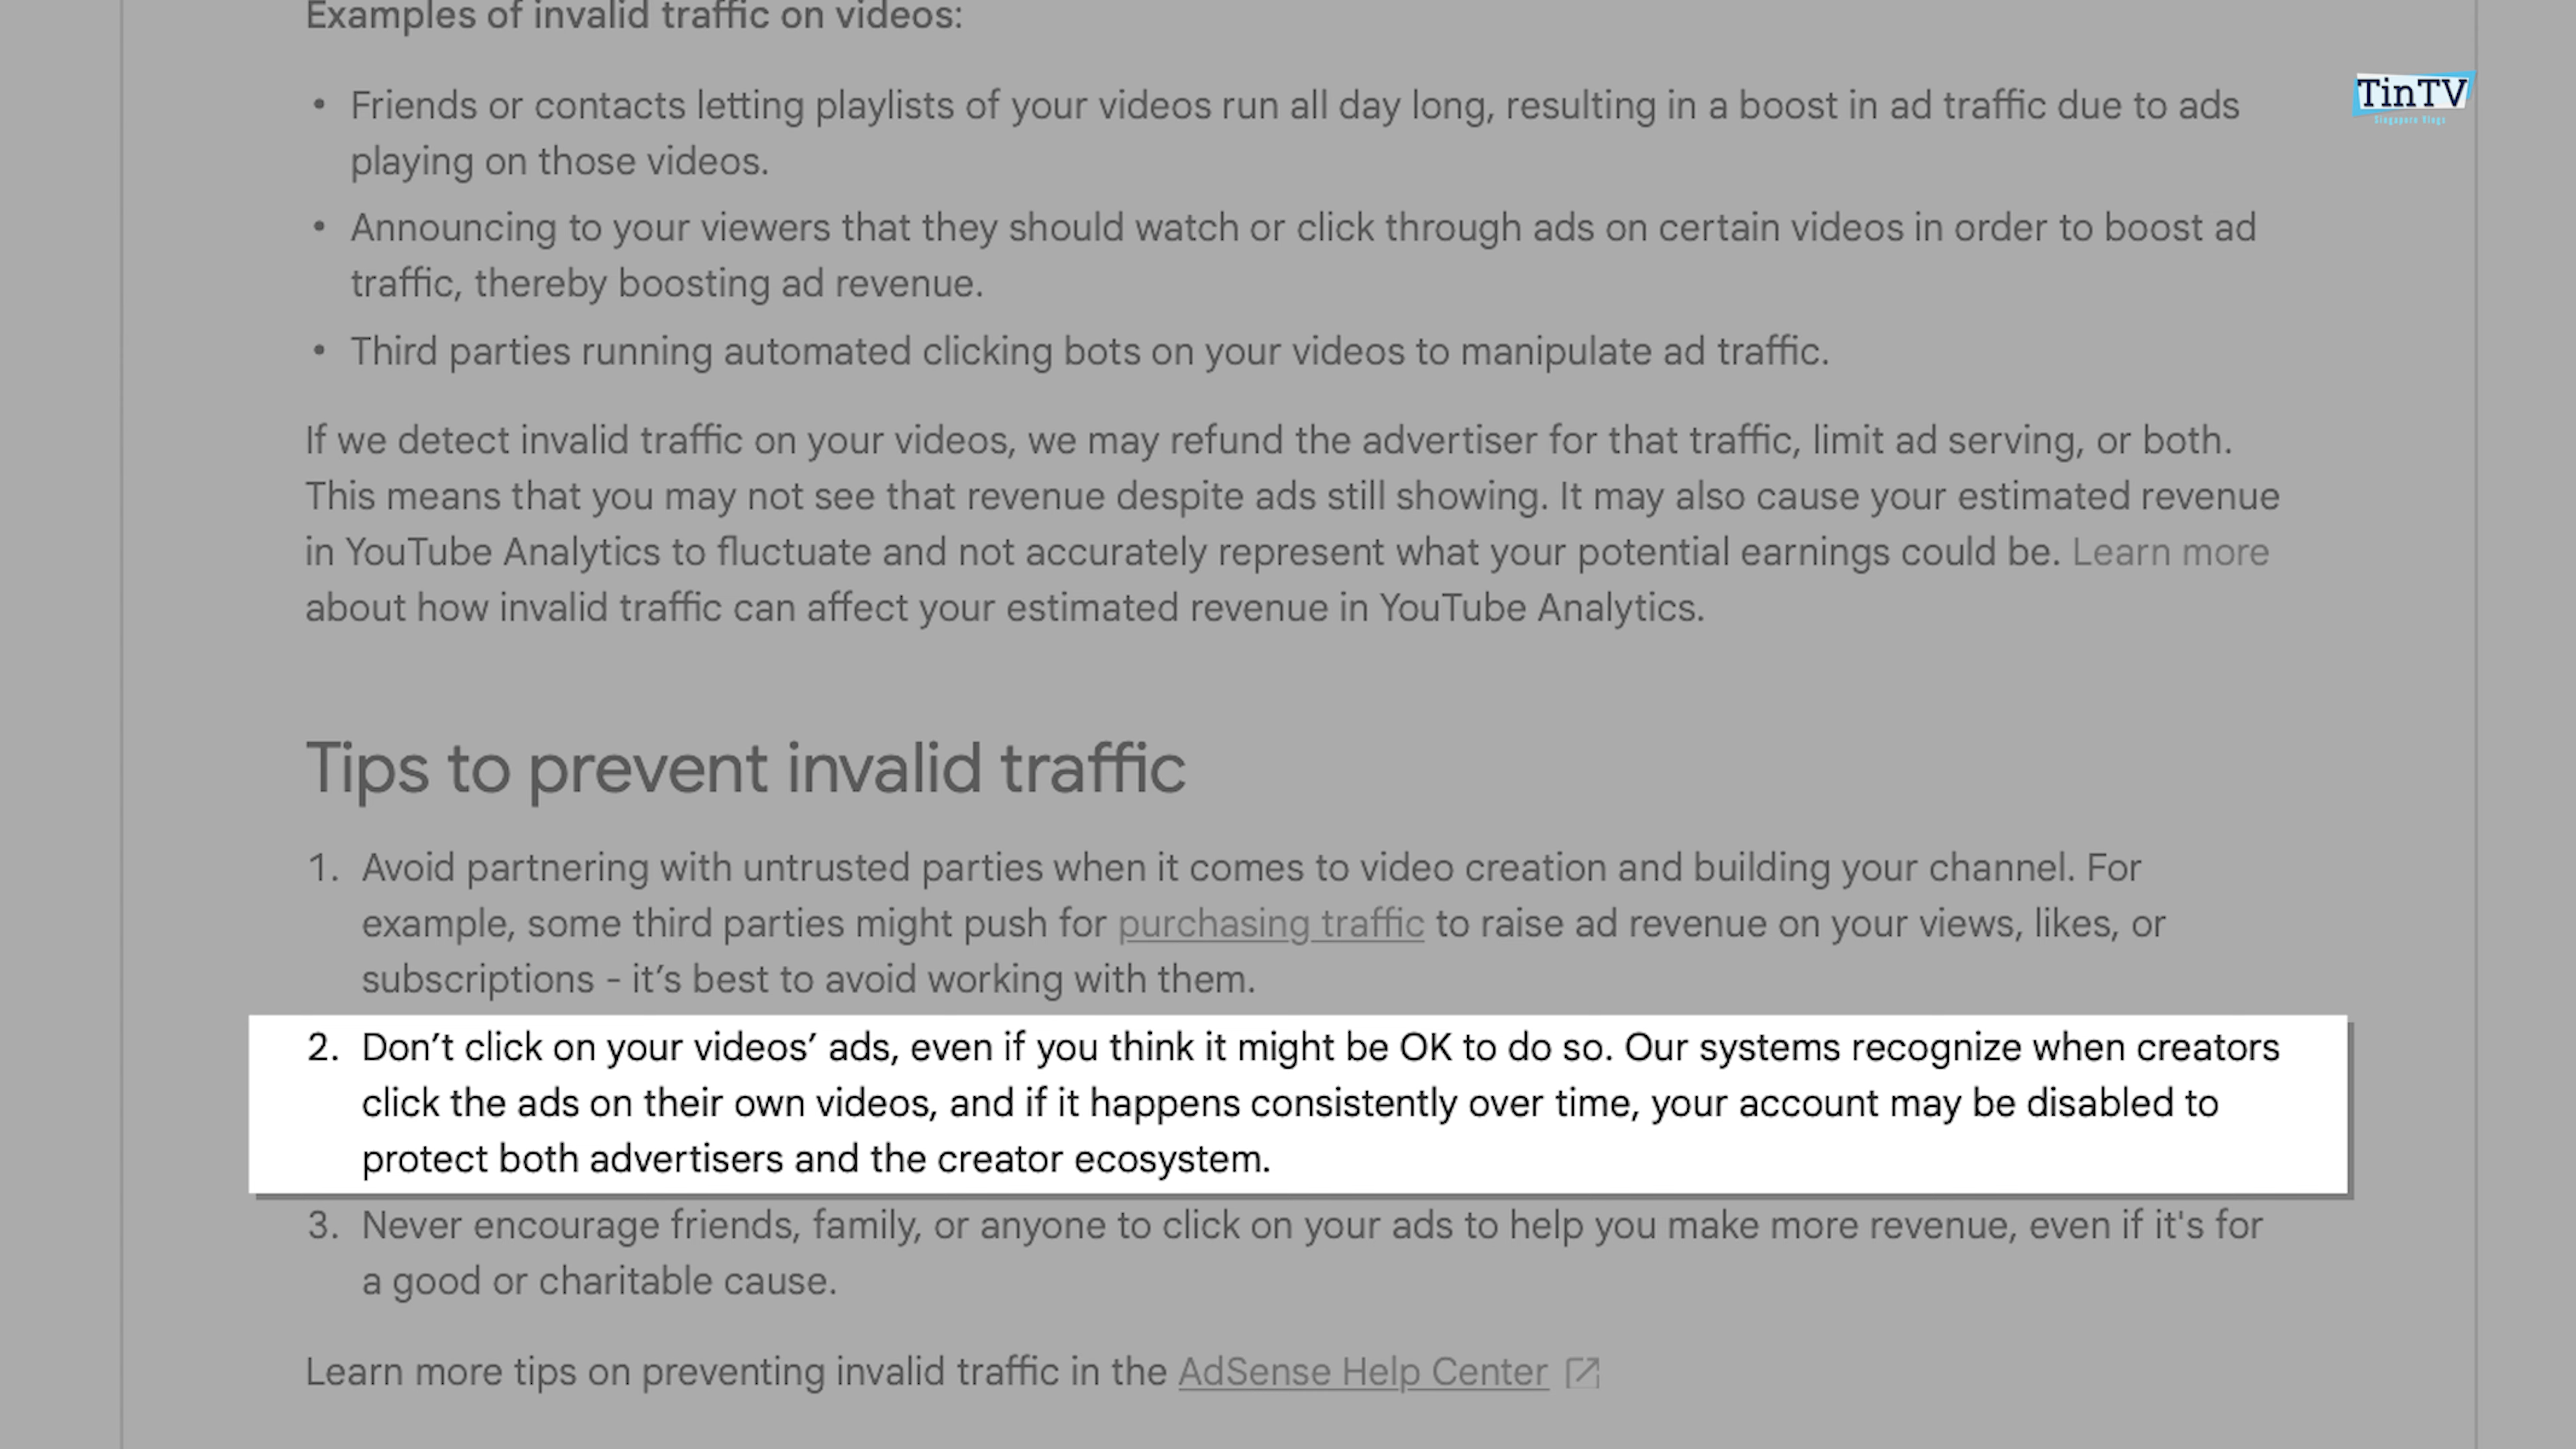 Examples of invalid traffic on videos:
TinTV
Singapore Vlogs
• Friends or contacts letting playlists of your videos run all day long, resulting in a boost in ad traffic due to ads
playing on those videos.
• Announcing to your viewers that they should watch or click through ads on certain videos in order to boost ad
traffic, thereby boosting ad revenue.
• Third parties running automated clicking bots on your videos to manipulate ad traffic.
If we detect invalid traffic on your videos, we may refund the advertiser for that traffic, limit ad serving, or both.
This means that you may not see that revenue despite ads still showing. It may also cause your estimated revenue
in YouTube Analytics to fluctuate and not accurately represent what your potential earnings could be. Learn more
about how invalid traffic can affect your estimated revenue in YouTube Analytics.
Tips to prevent invalid traffic
1. Avoid partnering with untrusted parties when it comes to video creation and building your channel. For
example, some third parties might push for purchasing traffic to raise ad revenue on your views, likes, or
subscriptions - it’s best to avoid working with them.
2. Don’t click on your videos’ ads, even if you think it might be OK to do so. Our systems recognize when creators
click the ads on their own videos, and if it happens consistently over time, your account may be disabled to
protect both advertisers and the creator ecosystem.
3. Never encourage friends, family, or anyone to click on your ads to help you make more revenue, even if it's for
a good or charitable cause.
Learn more tips on preventing invalid traffic in the AdSense Help Center